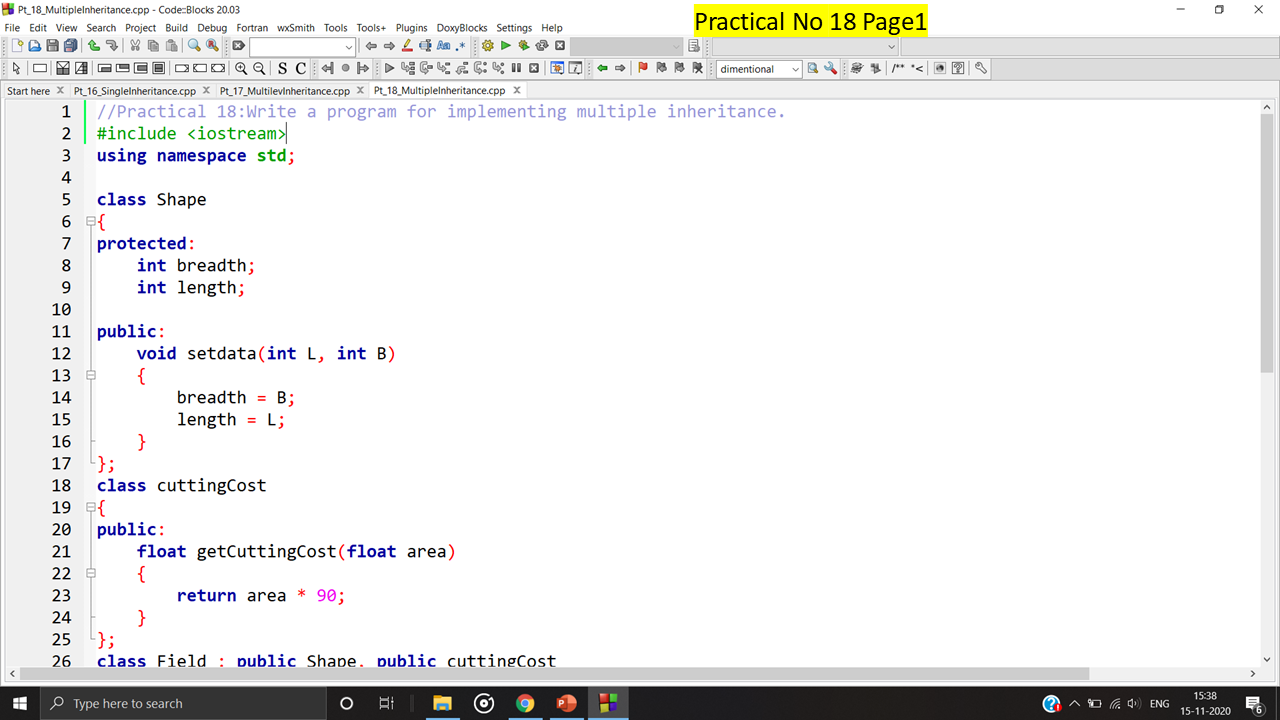 Pt_18_MultipleInheritance.cpp - Code::Blocks 20.03
Practical No 18 Page1
File Edit View Search Project Build Debug Fortran wxSmith Tools Tools+ Plugins DoxyBlocks Settings Help
Aa .*
S C
dimentional
/** *<
Start here Pt_16_SingleInheritance.cpp Pt_17_MultilevInheritance.cpp Pt_18_MultipleInheritance.cpp
1 //Practical 18:Write a program for implementing multiple inheritance.
2 #include <iostream>
3 using namespace std;
4
5 class Shape
6 {
7 protected:
8 int breadth;
9 int length;
10
11 public:
12 void setdata(int L, int B)
13 {
14 breadth = B;
15 length = L;
16 }
17 };
18 class cuttingCost
19 {
20 public:
21 float getCuttingCost(float area)
22 {
23 return area * 90;
24 }
25 };
26 class Field : public Shape, public cuttingCost
Type here to search
ENG
15:38
15-11-2020
6